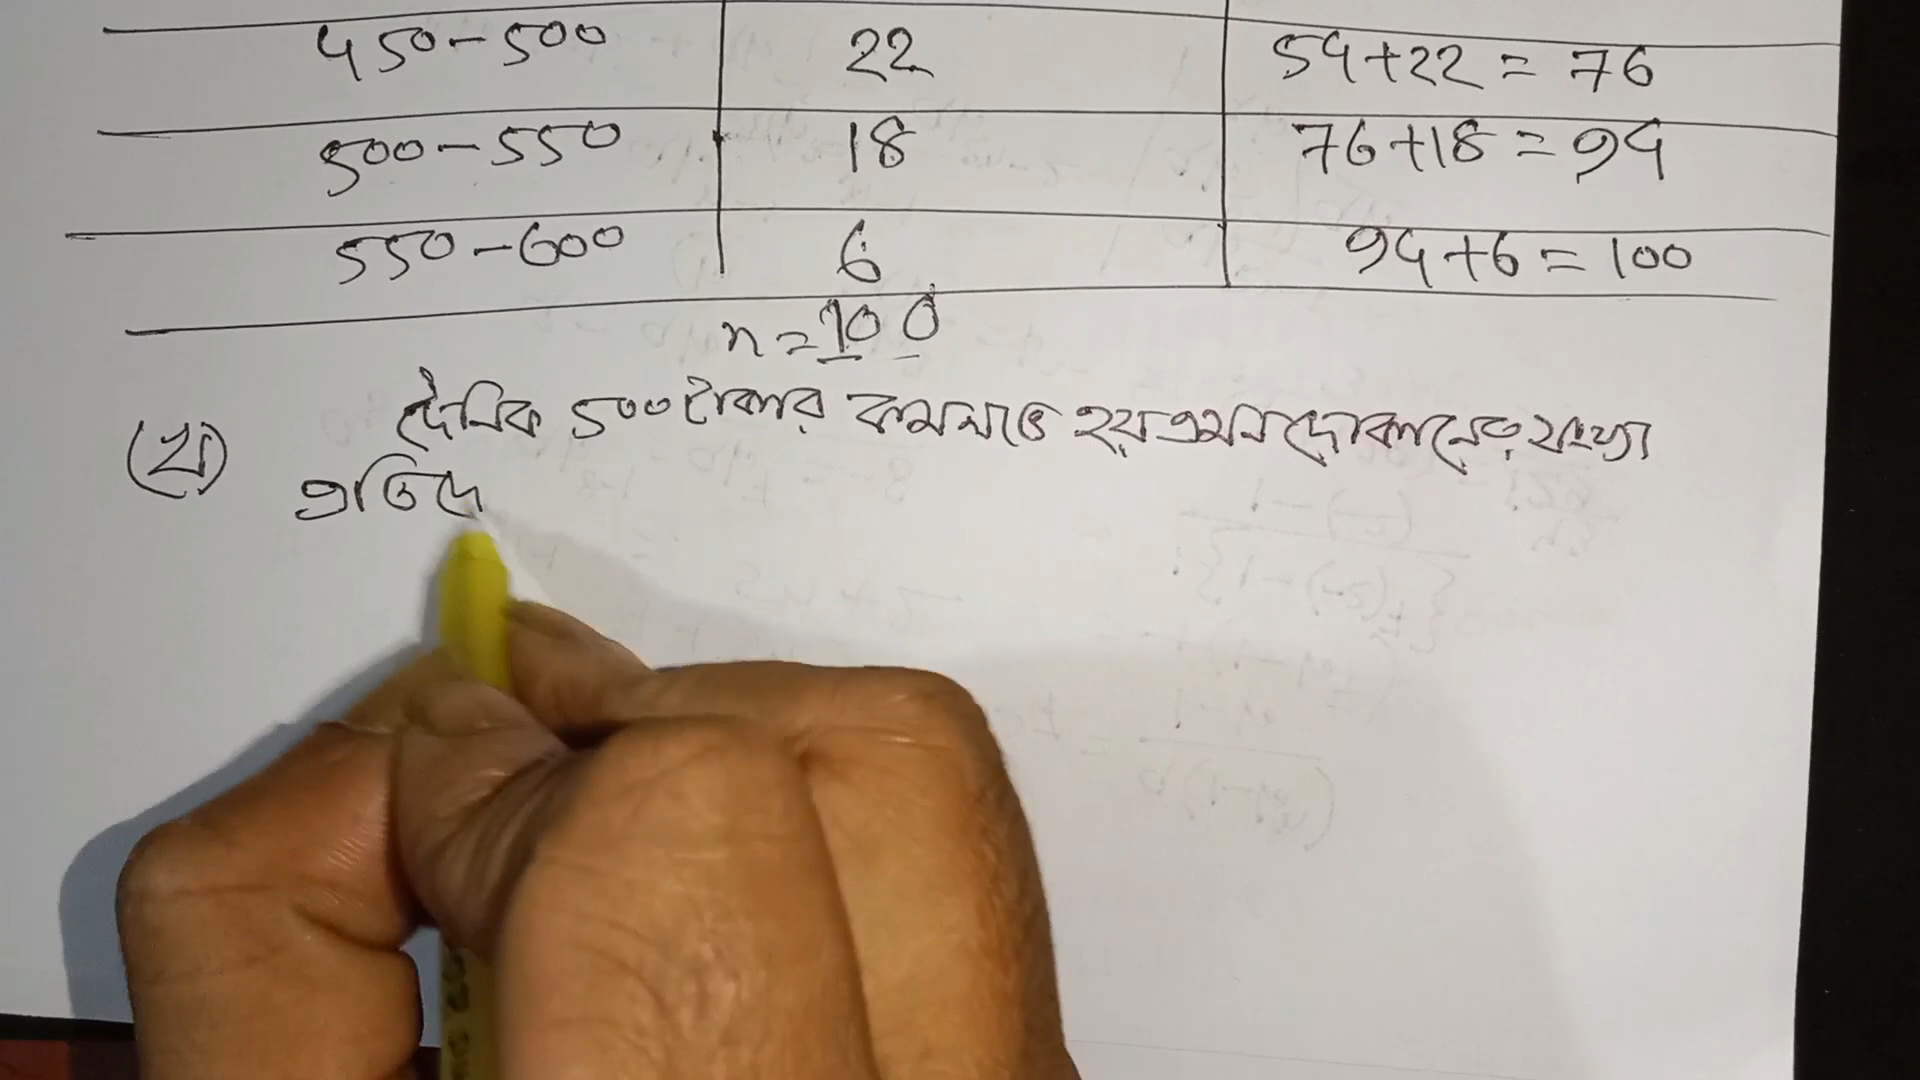 450-500 22 54+22=76
500-550 18 76+18=94
550-600 6 94+6=100
n=100
(খ) দৈনিক 500 টাকার কম লাভ হয় এমন দোকানের সংখ্যা
প্রতিদে